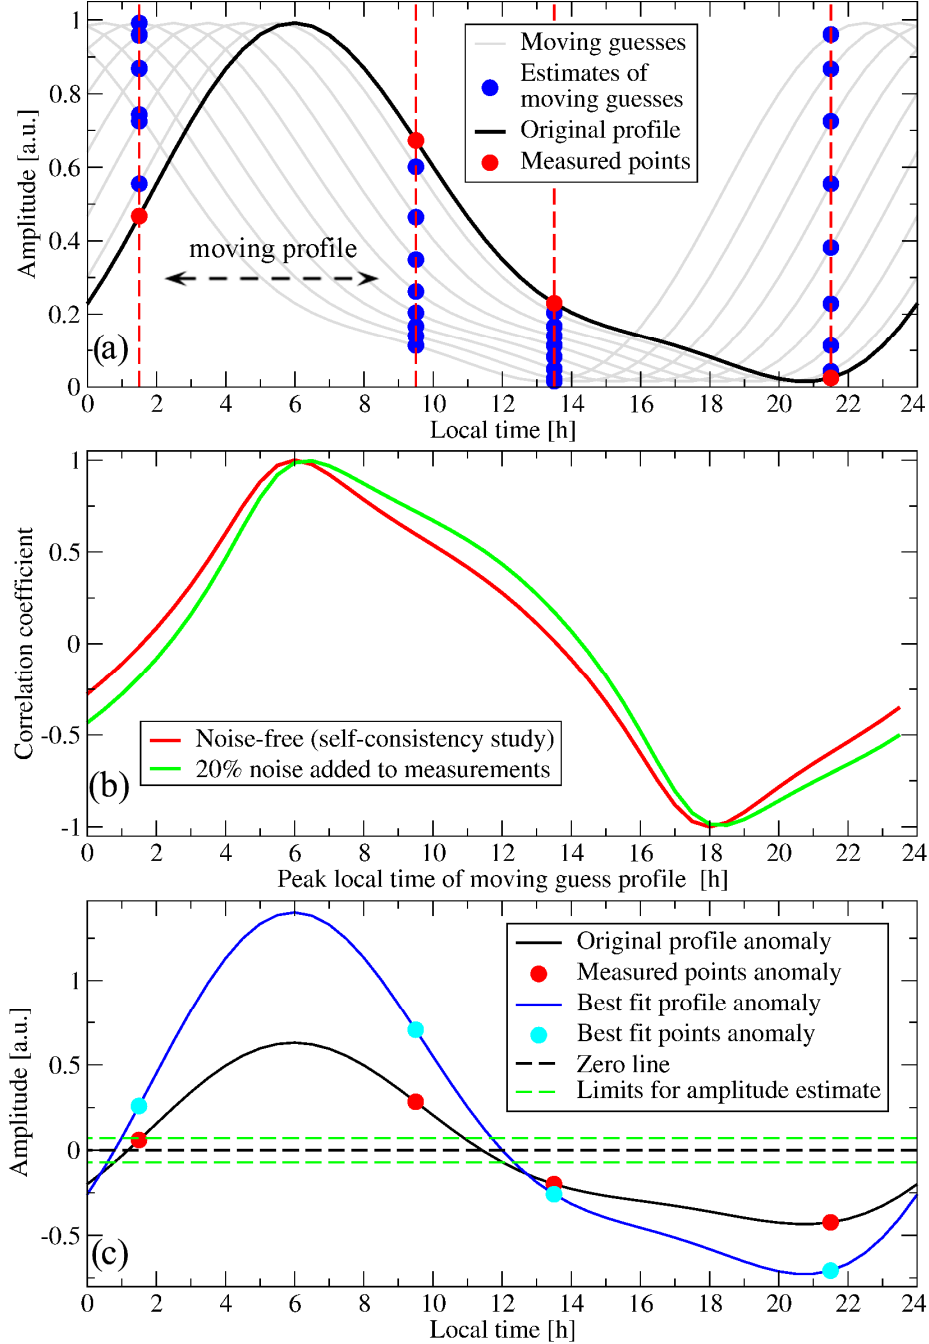 1
0.8
0.6
0.4
0.2
0
Amplitude [a.u.]
Moving guesses
Estimates of
moving guesses
Original profile
Measured points
moving profile
(a)
0 2 4 6 8 10 12 14 16 18 20 22 24
Local time [h]
1
0.5
0
-0.5
-1
Correlation coefficient
Noise-free (self-consistency study)
20% noise added to measurements
(b)
0 2 4 6 8 10 12 14 16 18 20 22 24
Peak local time of moving guess profile [h]
1
0.5
0
-0.5
Amplitude [a.u.]
Original profile anomaly
Measured points anomaly
Best fit profile anomaly
Best fit points anomaly
Zero line
Limits for amplitude estimate
(c)
0 2 4 6 8 10 12 14 16 18 20 22 24
Local time [h]